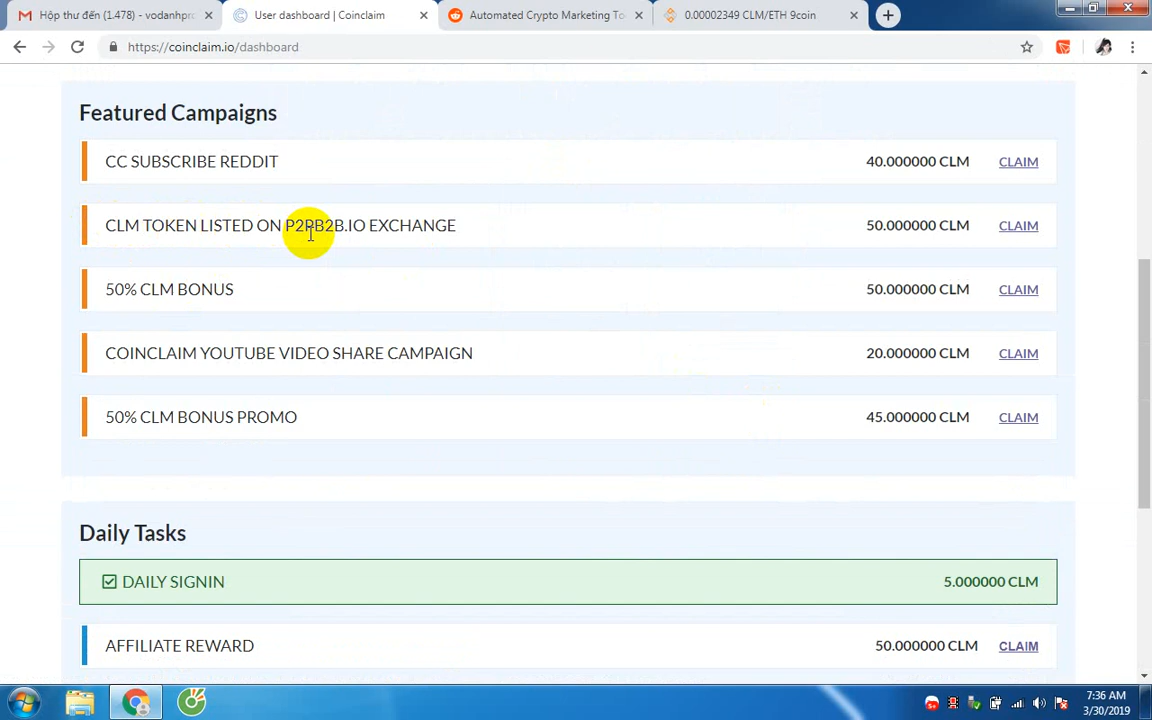 Hộp thư đến (1.478) - vodanhpro
User dashboard | Coinclaim
Automated Crypto Marketing To
0.00002349 CLM/ETH 9coin
https://coinclaim.io/dashboard
Featured Campaigns
CC SUBSCRIBE REDDIT 40.000000 CLM CLAIM
CLM TOKEN LISTED ON P2PB2B.IO EXCHANGE 50.000000 CLM CLAIM
50% CLM BONUS 50.000000 CLM CLAIM
COINCLAIM YOUTUBE VIDEO SHARE CAMPAIGN 20.000000 CLM CLAIM
50% CLM BONUS PROMO 45.000000 CLM CLAIM
Daily Tasks
DAILY SIGNIN 5.000000 CLM
AFFILIATE REWARD 50.000000 CLM CLAIM
7:36 AM
3/30/2019